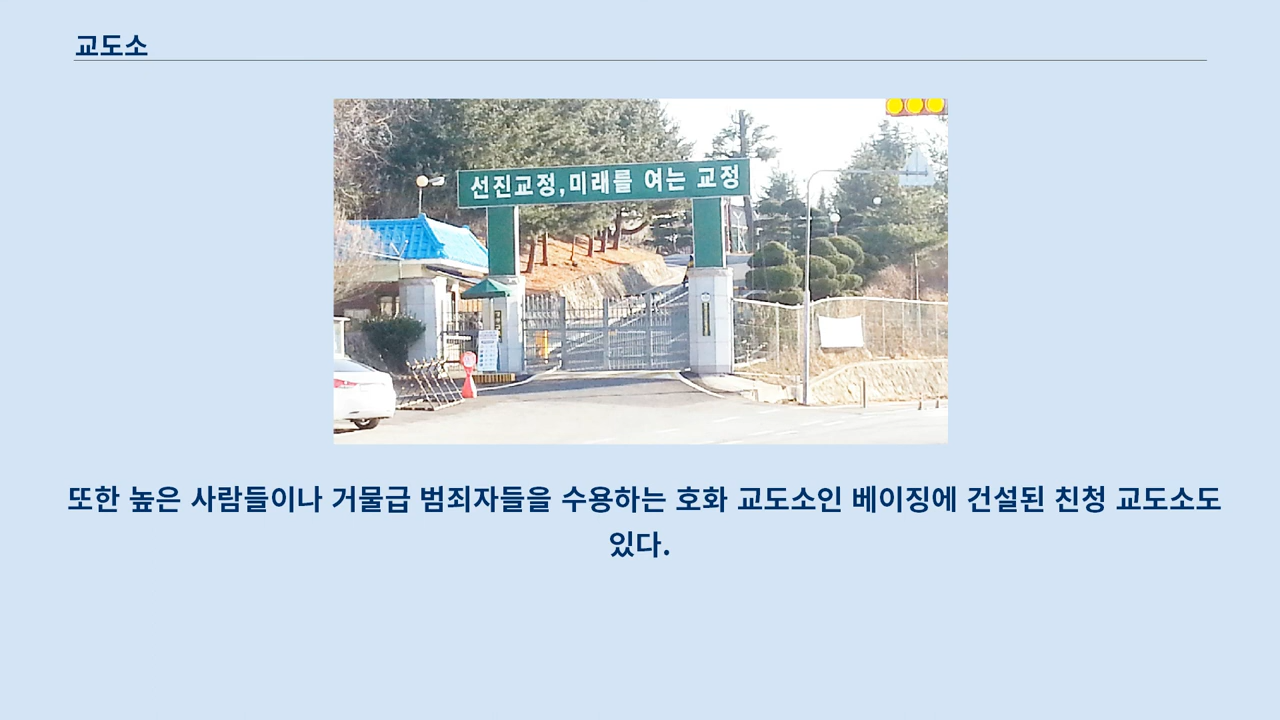 교도소
선진교정,미래를 여는 교정
또한 높은 사람들이나 거물급 범죄자들을 수용하는 호화 교도소인 베이징에 건설된 친청 교도소도
있다.